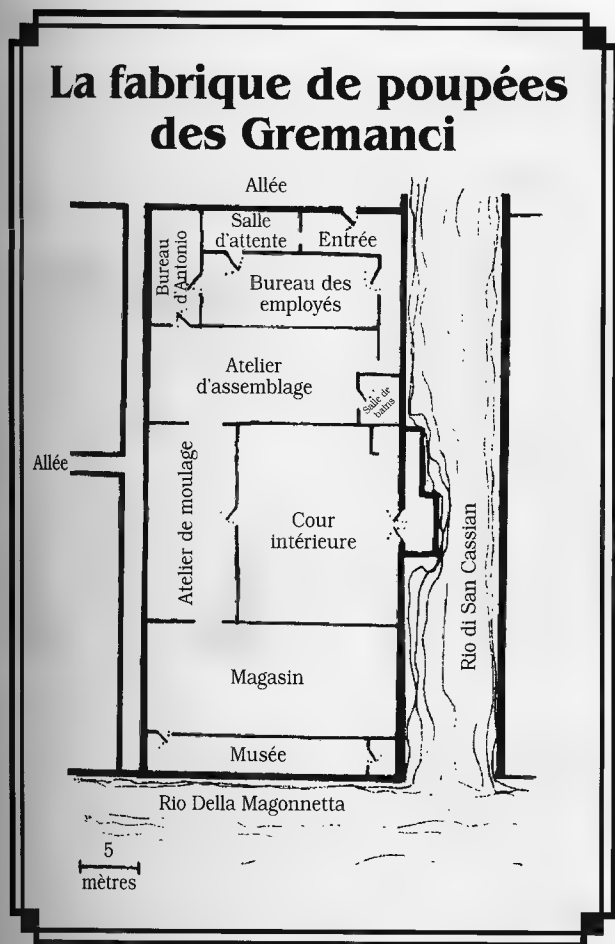 La fabrique de poupées
des Gremanci
Allée
Salle
d'attente
Entrée
Bureau
d'Antonio
Bureau des
employés
Atelier
d'assemblage
Salle de
bains
Allée
Atelier de moulage
Cour
intérieure
Rio di San Cassian
Magasin
Musée
Rio Della Magonnetta
5
mètres